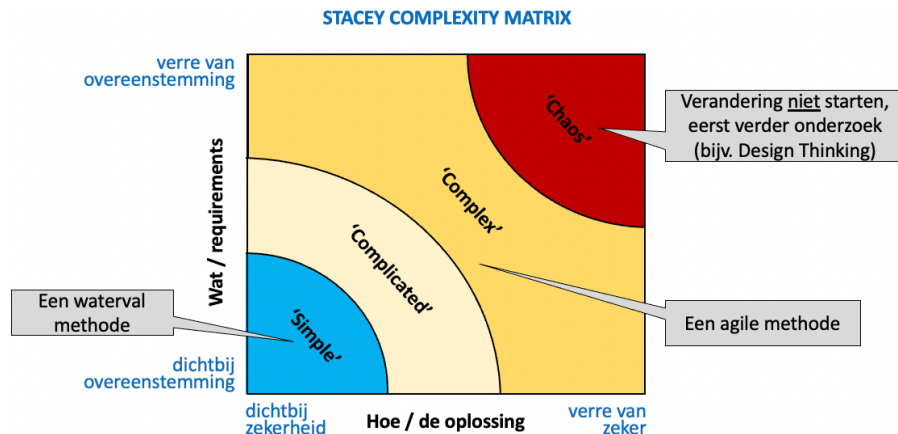 STACEY COMPLEXITY MATRIX
verre van
overeenstemming
'Chaos'
Verandering niet starten,
eerst verder onderzoek
(bijv. Design Thinking)
Wat / requirements
'Complex'
'Complicated'
Een waterval
methode
'Simple'
Een agile methode
dichtbij
overeenstemming
dichtbij
zekerheid
Hoe / de oplossing
verre van
zeker